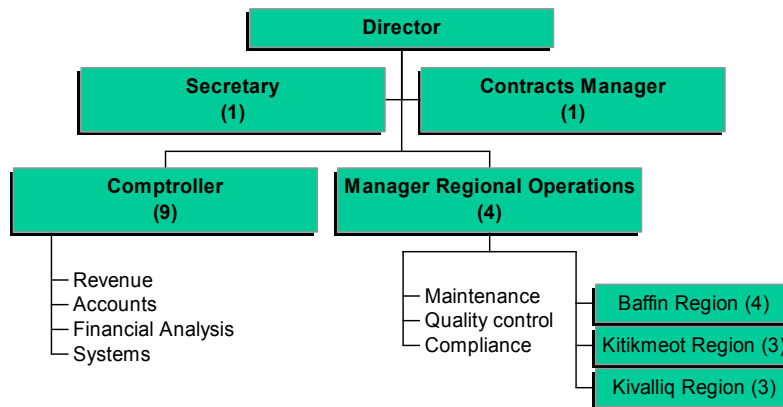 Director
Secretary
(1)
Contracts Manager
(1)
Comptroller
(9)
Manager Regional Operations
(4)
Revenue
Accounts
Financial Analysis
Systems
Maintenance
Quality control
Compliance
Baffin Region (4)
Kitikmeot Region (3)
Kivalliq Region (3)